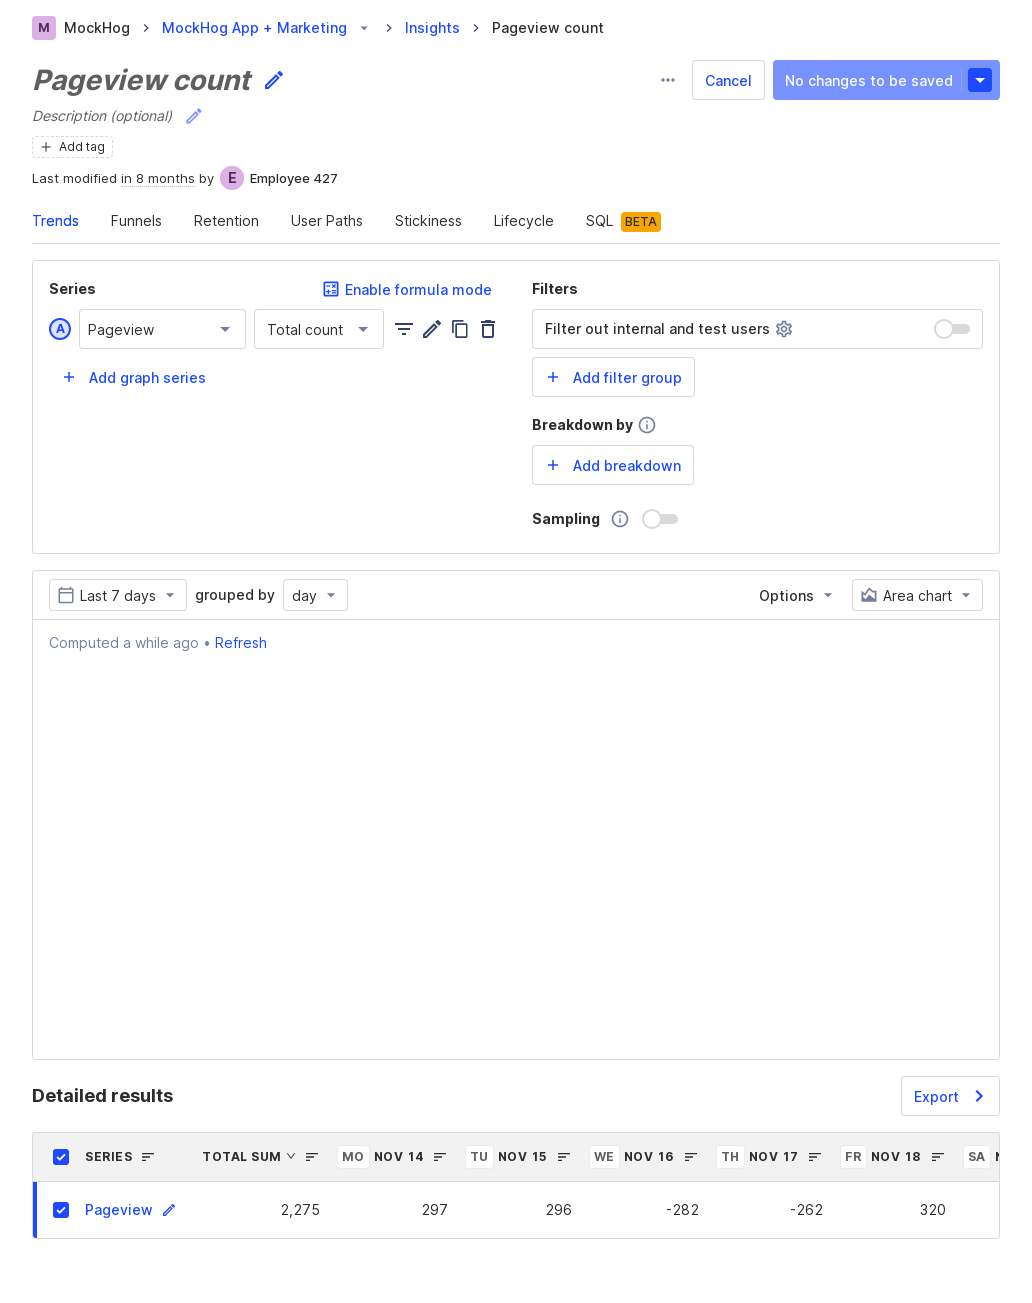 M MockHog MockHog App + Marketing Insights Pageview count
Pageview count
Cancel No changes to be saved
Description (optional)
Add tag
Last modified in 8 months by E Employee 427
Trends Funnels Retention User Paths Stickiness Lifecycle SQL BETA
Series Enable formula mode
A Pageview Total count
Add graph series
Filters
Filter out internal and test users
Add filter group
Breakdown by
Add breakdown
Sampling
Last 7 days grouped by day Options Area chart
Computed a while ago • Refresh
Detailed results Export
SERIES TOTAL SUM MO NOV 14 TU NOV 15 WE NOV 16 TH NOV 17 FR NOV 18 SA
Pageview 2,275 297 296 -282 -262 320